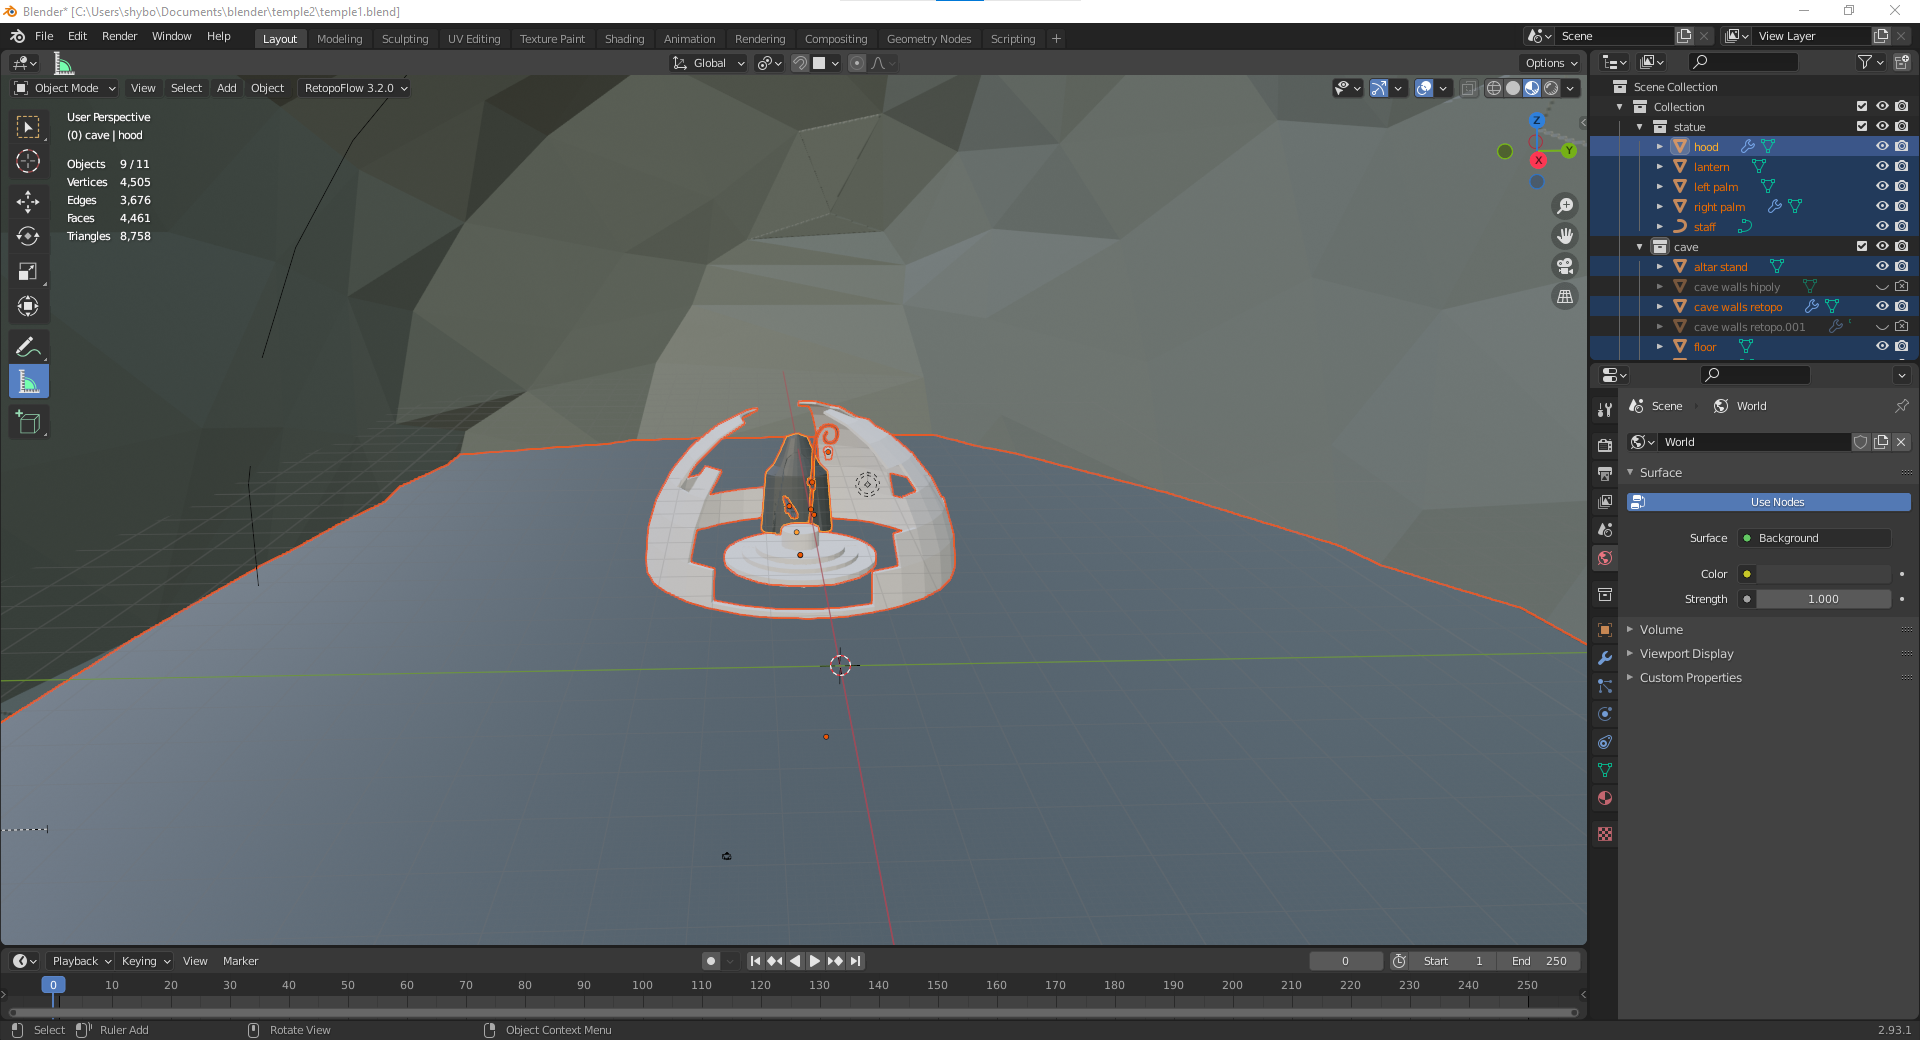 Blender* [C:\Users\shybo\Documents\blender\temple2\temple1.blend]
File Edit Render Window Help Layout Modeling Sculpting UV Editing Texture Paint Shading Animation Rendering Compositing Geometry Nodes Scripting + Scene View Layer
Global Options
Object Mode View Select Add Object RetopoFlow 3.2.0
User Perspective
(0) cave | hood
Objects 9 / 11
Vertices 4,505
Edges 3,676
Faces 4,461
Triangles 8,758
Z
Y
X
Scene Collection
Collection
statue
hood
lantern
left palm
right palm
staff
cave
altar stand
cave walls hipoly
cave walls retopo
cave walls retopo.001
floor
Scene World
World
Surface
Use Nodes
Surface Background
Color
Strength 1.000
Volume
Viewport Display
Custom Properties
Playback Keying View Marker 0 Start 1 End 250
0 10 20 30 40 50 60 70 80 90 100 110 120 130 140 150 160 170 180 190 200 210 220 230 240 250
Select Ruler Add Rotate View Object Context Menu 2.93.1